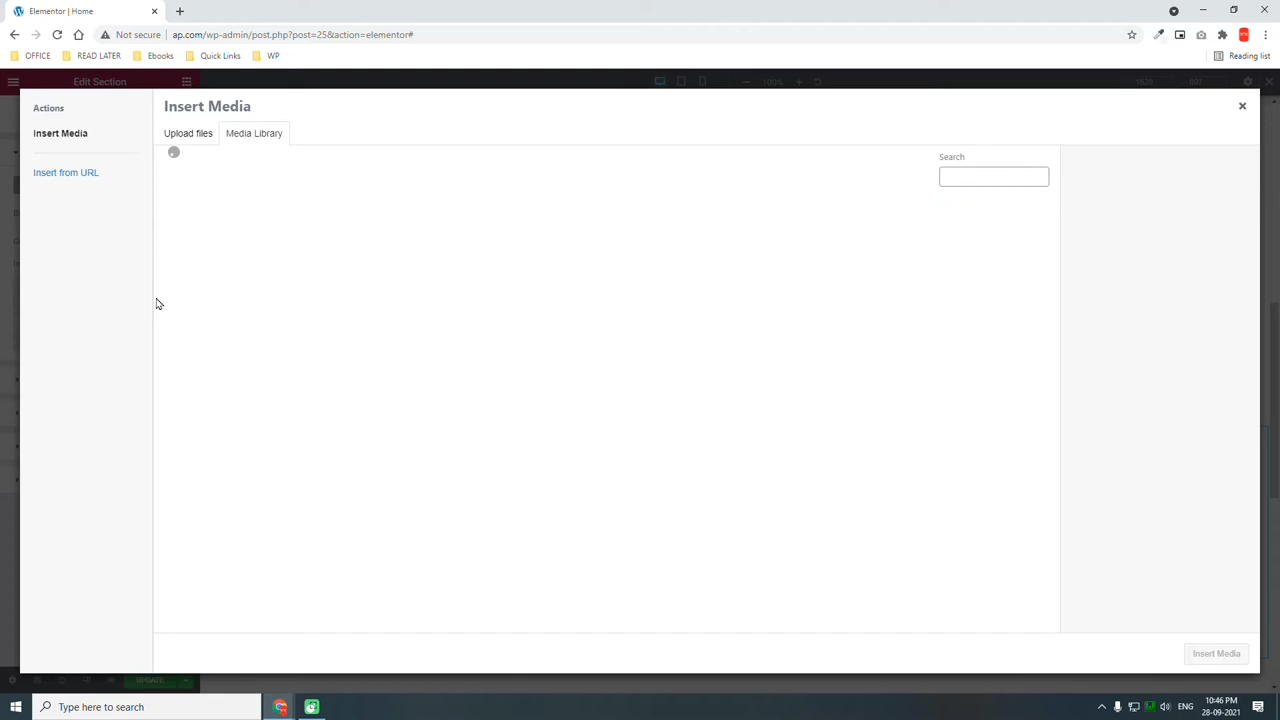 Elementor | Home
Not secure
ap.com/wp-admin/post.php?post=25&action=elementor#
OFFICE
READ LATER
Ebooks
Quick Links
WP
Reading list
Edit Section
100%
Insert Media
Actions
Insert Media
Insert from URL
Upload files
Media Library
Search
Insert Media
UPDATE
Type here to search
ENG
10:46 PM
28-09-2021